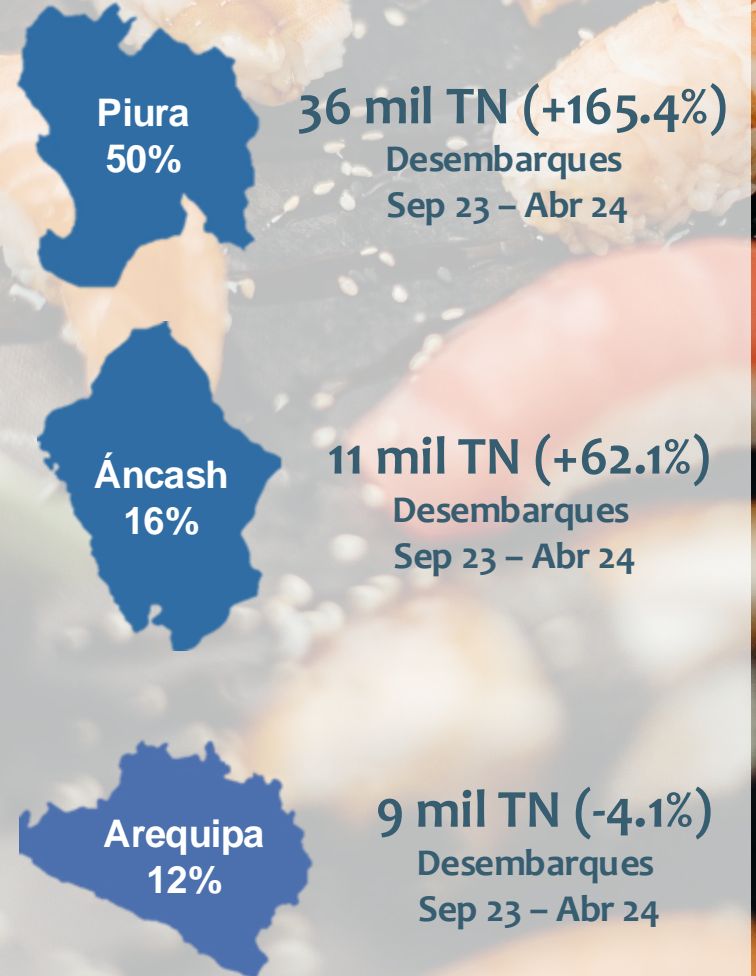 Piura
50%
36 mil TN (+165.4%)
Desembarques
Sep 23 – Abr 24
Áncash
16%
11 mil TN (+62.1%)
Desembarques
Sep 23 – Abr 24
Arequipa
12%
9 mil TN (-4.1%)
Desembarques
Sep 23 – Abr 24